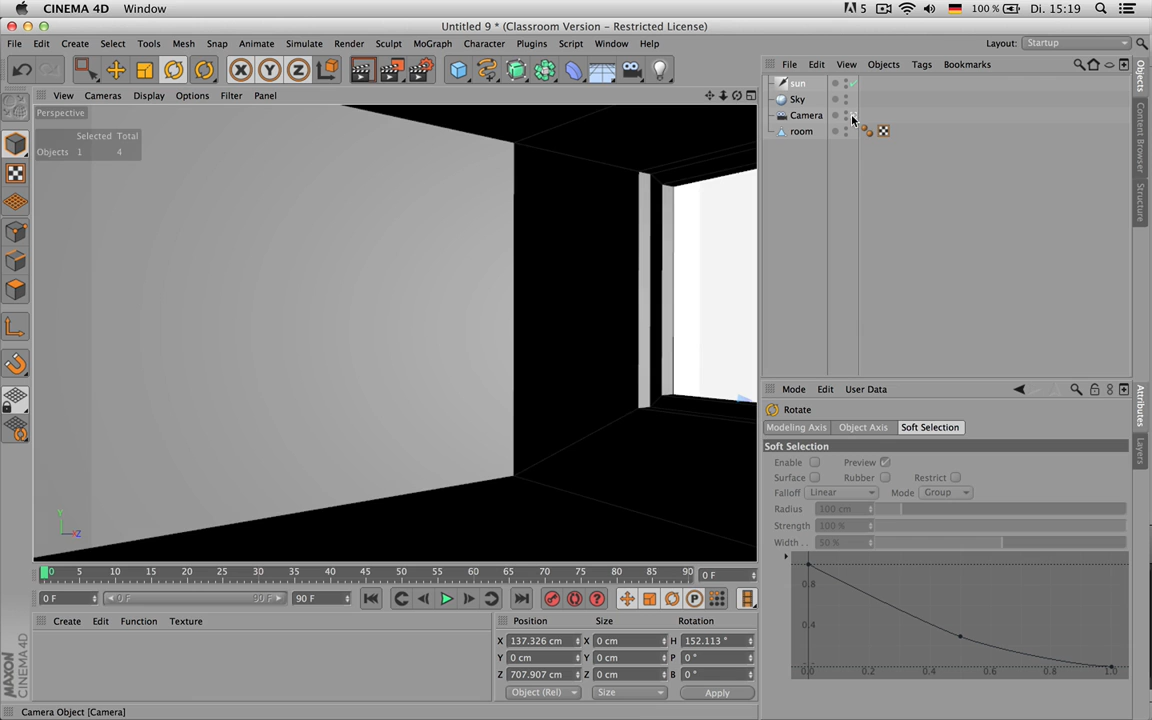 CINEMA 4D Window
5 100 % Di. 15:19
Untitled 9 * (Classroom Version - Restricted License)
File Edit Create Select Tools Mesh Snap Animate Simulate Render Sculpt MoGraph Character Plugins Script Window Help
Layout: Startup
X Y Z
File Edit View Objects Tags Bookmarks
View Cameras Display Options Filter Panel
Perspective
Selected Total
Objects 1 4
sun
Sky
Camera
room
Objects
Content Browser
Structure
Mode Edit User Data
Rotate
Modeling Axis Object Axis Soft Selection
Soft Selection
Enable Preview
Surface Rubber Restrict
Falloff Linear Mode Group
Radius 100 cm
Strength 100 %
Width . . 50 %
0.8
0.4
0.0 0.2 0.4 0.6 0.8 1.0
Attributes
Layers
Y
Z
0 5 10 15 20 25 30 35 40 45 50 55 60 65 70 75 80 85 90 0 F
0 F 0 F 90 F 90 F
P
Create Edit Function Texture
Position Size Rotation
X 137.326 cm X 0 cm H 152.113 °
Y 0 cm Y 0 cm P 0 °
Z 707.907 cm Z 0 cm B 0 °
Object (Rel) Size Apply
MAXON
CINEMA 4D
Camera Object [Camera]